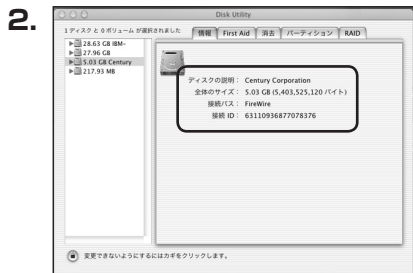 2.
Disk Utility
1 ディスク と 0 ボリューム が選択されました
情報 First Aid 消去 パーティション RAID
28.63 GB IBM-
27.96 GB
5.03 GB Century
217.93 MB
ディスクの説明： Century Corporation
全体のサイズ： 5.03 GB (5,403,525,120 バイト)
接続バス： FireWire
接続 ID： 63110936877078376
変更できないようにするにはカギをクリックします。